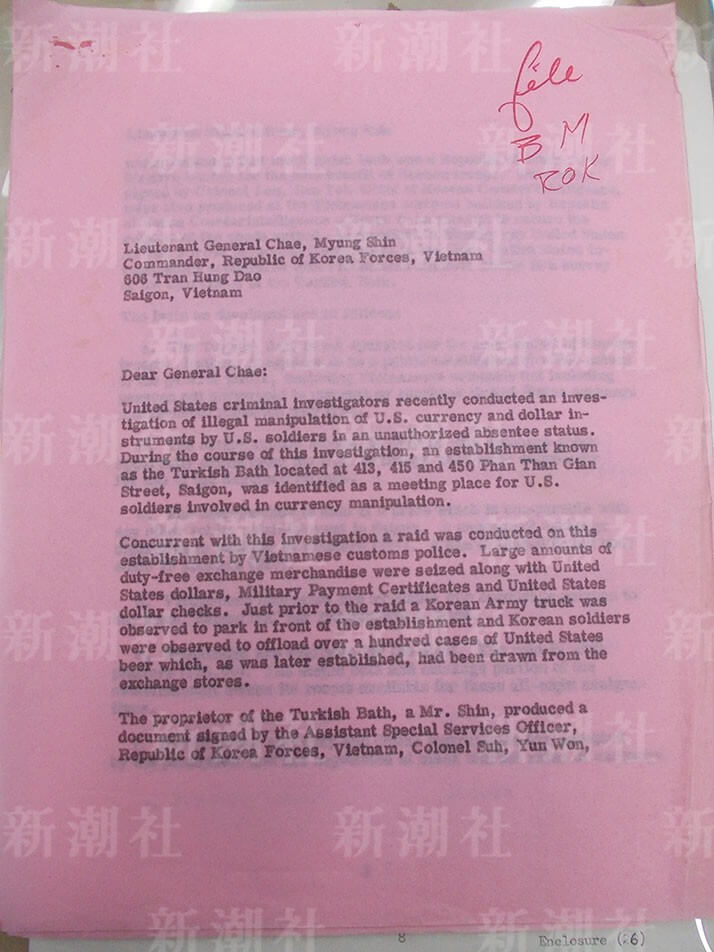 file
BM
ROK
Lieutenant General Chae, Myung Shin
Commander, Republic of Korea Forces, Vietnam
606 Tran Hung Dao
Saigon, Vietnam
Dear General Chae:
United States criminal investigators recently conducted an inves-
tigation of illegal manipulation of U.S. currency and dollar in-
struments by U.S. soldiers in an unauthorized absentee status.
During the course of this investigation, an establishment known
as the Turkish Bath located at 413, 415 and 450 Phan Than Gian
Street, Saigon, was identified as a meeting place for U.S.
soldiers involved in currency manipulation.
Concurrent with this investigation a raid was conducted on this
establishment by Vietnamese customs police. Large amounts of
duty-free exchange merchandise were seized along with United
States dollars, Military Payment Certificates and United States
dollar checks. Just prior to the raid a Korean Army truck was
observed to park in front of the establishment and Korean soldiers
were observed to offload over a hundred cases of United States
beer which, as was later established, had been drawn from the
exchange stores.
The proprietor of the Turkish Bath, a Mr. Shin, produced a
document signed by the Assistant Special Services Officer,
Republic of Korea Forces, Vietnam, Colonel Suh, Yun Won,
8
Enclosure (26)
新潮社